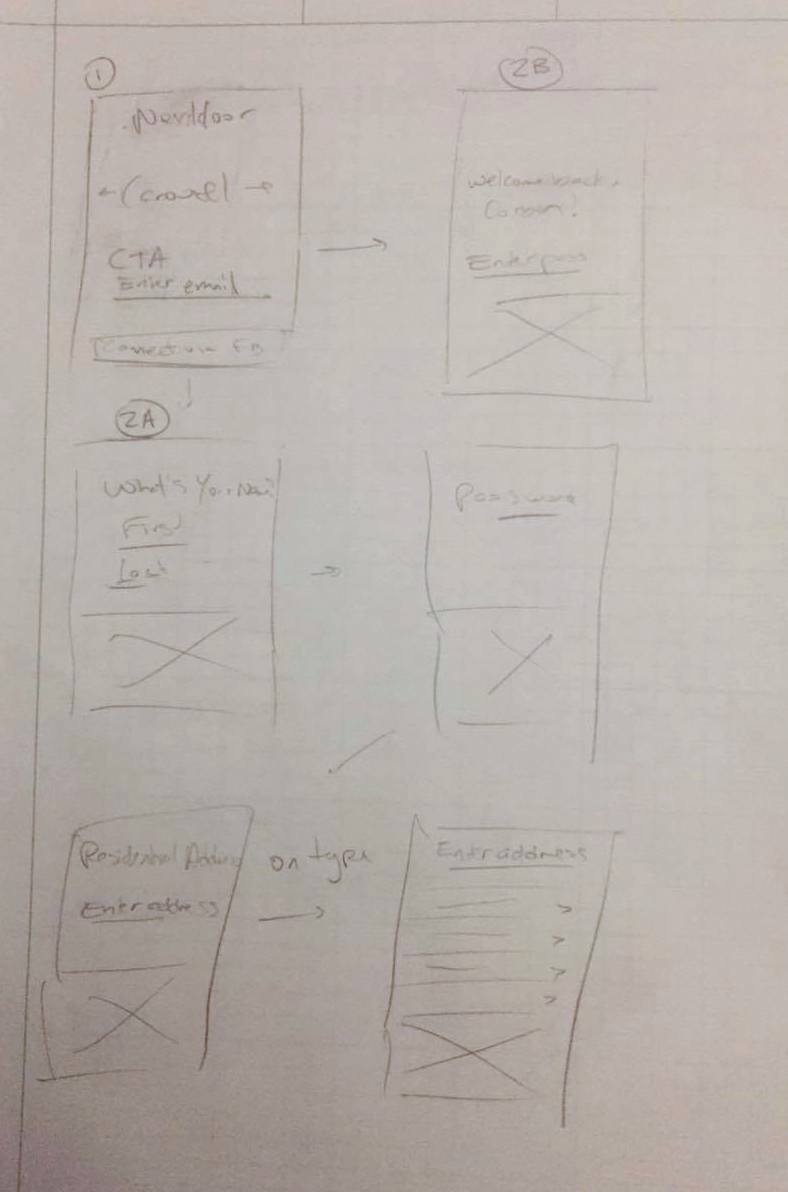 1
Nextdoor
(carousel)
CTA
Enter email
Connect via FB
2B
Welcome back,
Enter pass
2A
What's Your Name?
First
Last
Password
Residential Address
Enter address
on type
Enter address